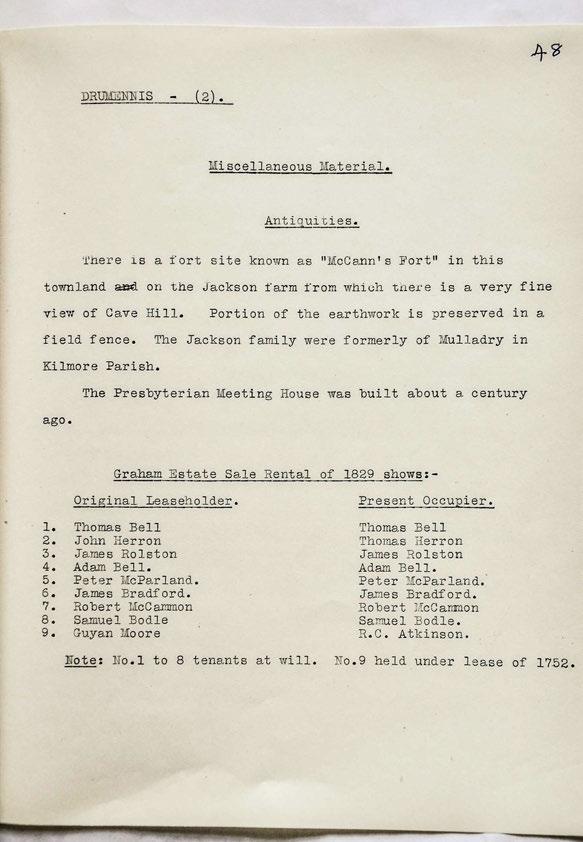 48
DRUMENNIS - (2).
Miscellaneous Material.
Antiquities.
There is a fort site known as "McCann's Fort" in this
townland and on the Jackson farm from which there is a very fine
view of Cave Hill. Portion of the earthwork is preserved in a
field fence. The Jackson family were formerly of Mulladry in
Kilmore Parish.
The Presbyterian Meeting House was built about a century
ago.
Graham Estate Sale Rental of 1829 shows:-
Original Leaseholder. Present Occupier.
1. Thomas Bell Thomas Bell
2. John Herron Thomas Herron
3. James Rolston James Rolston
4. Adam Bell. Adam Bell.
5. Peter McParland. Peter McParland.
6. James Bradford. James Bradford.
7. Robert McCammon Robert McCammon
8. Samuel Bodle Samuel Bodle.
9. Guyan Moore R.C. Atkinson.
Note: No.1 to 8 tenants at will. No.9 held under lease of 1752.